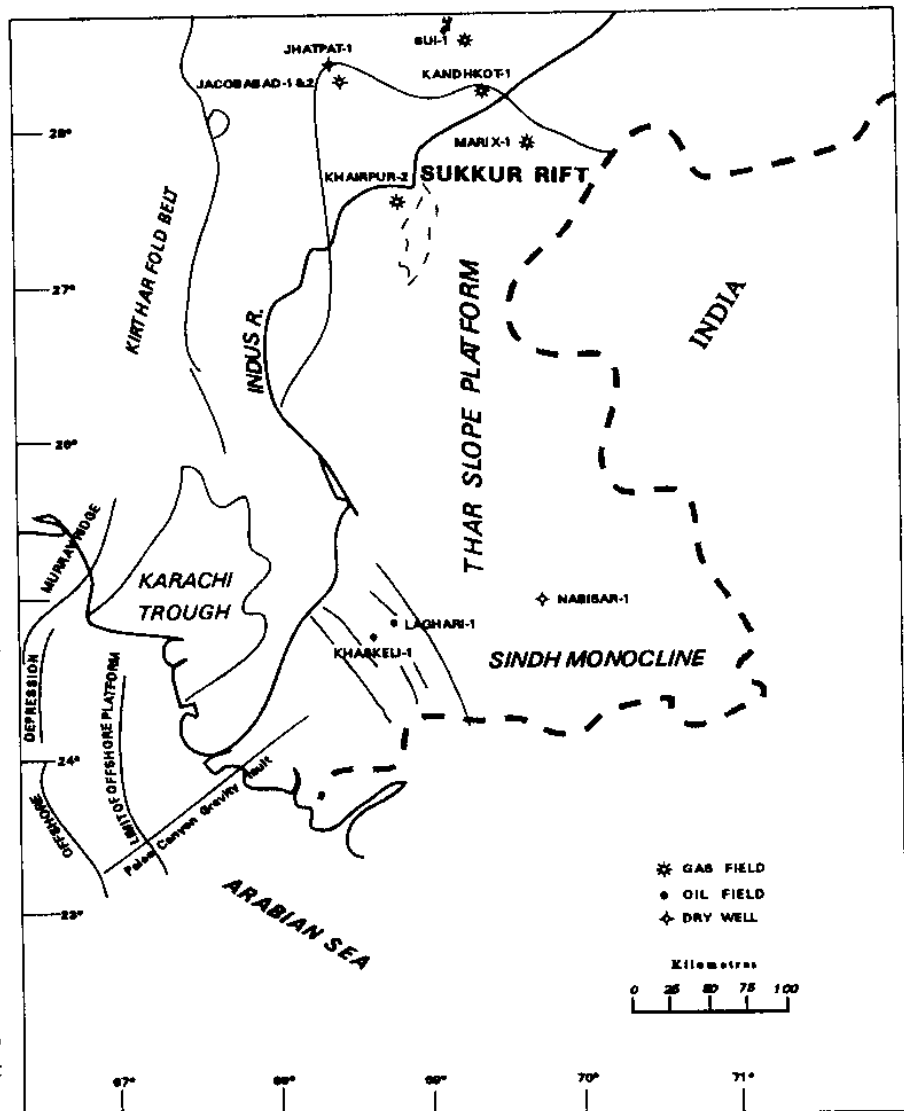 SUI-1
JHATPAT-1
JACOBABAD-1&2
KANDHKOT-1
28°
MARI X-1
KHAIRPUR-2
SUKKUR RIFT
KIRTHAR FOLD BELT
27°
INDUS R.
THAR SLOPE PLATFORM
INDIA
26°
MURRAY RIDGE
KARACHI
TROUGH
NABISAR-1
LAGHARI-1
KHASKELI-1
SINDH MONOCLINE
DEPRESSION
LIMIT OF OFFSHORE PLATFORM
24°
OFFSHORE
Paleo Canyon Gravity fault
ARABIAN SEA
23°
GAS FIELD
OIL FIELD
DRY WELL
Kilometres
0 25 50 75 100
67° 68° 69° 70° 71°